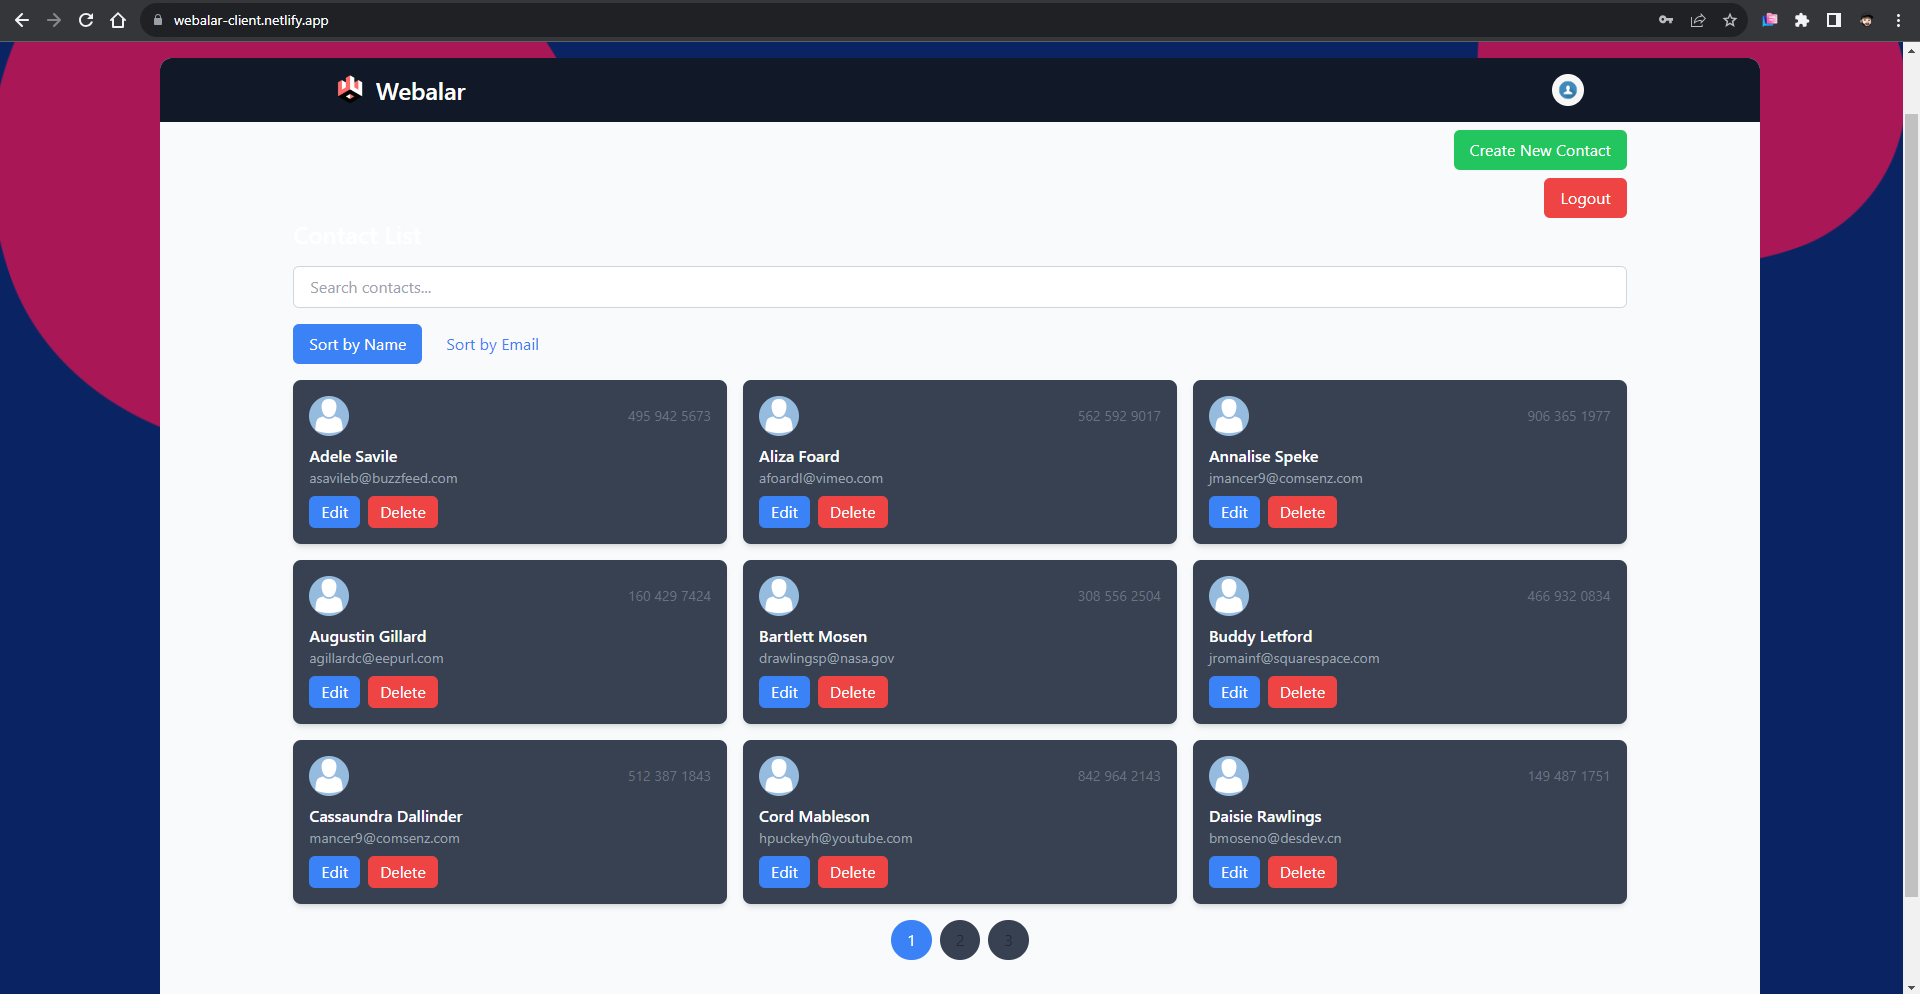 webalar-client.netlify.app
Webalar
Create New Contact
Logout
Contact List
Search contacts...
Sort by Name Sort by Email
495 942 5673
Adele Savile
asavileb@buzzfeed.com
Edit Delete
562 592 9017
Aliza Foard
afoardl@vimeo.com
Edit Delete
906 365 1977
Annalise Speke
jmancer9@comsenz.com
Edit Delete
160 429 7424
Augustin Gillard
agillardc@eepurl.com
Edit Delete
308 556 2504
Bartlett Mosen
drawlingsp@nasa.gov
Edit Delete
466 932 0834
Buddy Letford
jromainf@squarespace.com
Edit Delete
512 387 1843
Cassaundra Dallinder
mancer9@comsenz.com
Edit Delete
842 964 2143
Cord Mableson
hpuckeyh@youtube.com
Edit Delete
149 487 1751
Daisie Rawlings
bmoseno@desdev.cn
Edit Delete
1 2 3